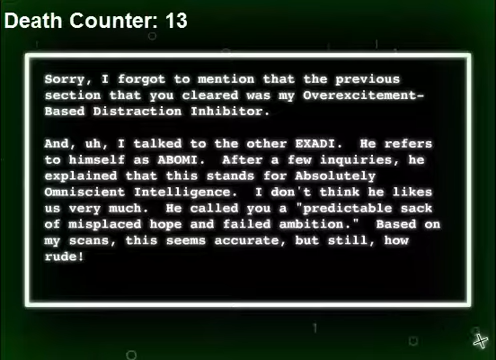 Death Counter: 13
Sorry, I forgot to mention that the previous
section that you cleared was my Overexcitement-
Based Distraction Inhibitor.
And, uh, I talked to the other EXADI.  He refers
to himself as ABOMI.  After a few inquiries, he
explained that this stands for Absolutely
Omniscient Intelligence.  I don't think he likes
us very much.  He called you a "predictable sack
of misplaced hope and failed ambition."  Based on
my scans, this seems accurate, but still, how
rude!
1